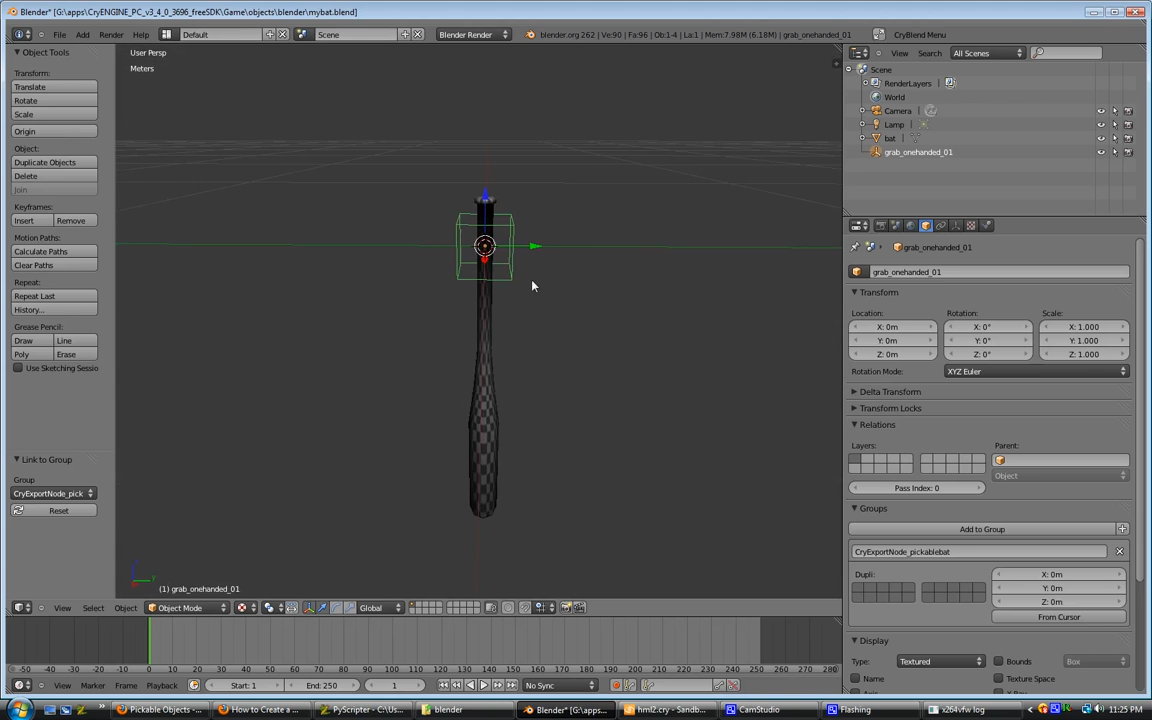 Blender* [G:\apps\CryENGINE_PC_v3_4_0_3696_freeSDK\Game\objects\blender\mybat.blend]
File Add Render Help Default Scene Blender Render blender.org 262 | Ve:90 | Fa:96 | Ob:1-4 | La:1 | Mem:7.98M (6.18M) | grab_onehanded_01 CryBlend Menu
Object Tools
Transform:
Translate
Rotate
Scale
Origin
Object:
Duplicate Objects
Delete
Join
Keyframes:
Insert Remove
Motion Paths:
Calculate Paths
Clear Paths
Repeat:
Repeat Last
History...
Grease Pencil:
Draw Line
Poly Erase
Use Sketching Sessio
Link to Group
Group
CryExportNode_pick
Reset
User Persp
Meters
(1) grab_onehanded_01
View Select Object Object Mode Global
View Search All Scenes
Scene
RenderLayers
World
Camera
Lamp
bat
grab_onehanded_01
grab_onehanded_01
grab_onehanded_01
Transform
Location: Rotation: Scale:
X: 0m X: 0° X: 1.000
Y: 0m Y: 0° Y: 1.000
Z: 0m Z: 0° Z: 1.000
Rotation Mode: XYZ Euler
Delta Transform
Transform Locks
Relations
Layers: Parent:
Object
Pass Index: 0
Groups
Add to Group
CryExportNode_pickablebat
Dupli: X: 0m
Y: 0m
Z: 0m
From Cursor
Display
Type: Textured Bounds Box
Name Texture Space
-50 -40 -30 -20 -10 0 10 20 30 40 50 60 70 80 90 100 110 120 130 140 150 160 170 180 190 200 210 220 230 240 250 260 270 280
View Marker Frame Playback Start: 1 End: 250 1 No Sync
Pickable Objects - ... How to Create a ... PyScripter - C:\Us... blender Blender* [G:\apps... hml2.cry - Sandb... CamStudio Flashing x264vfw log 11:25 PM